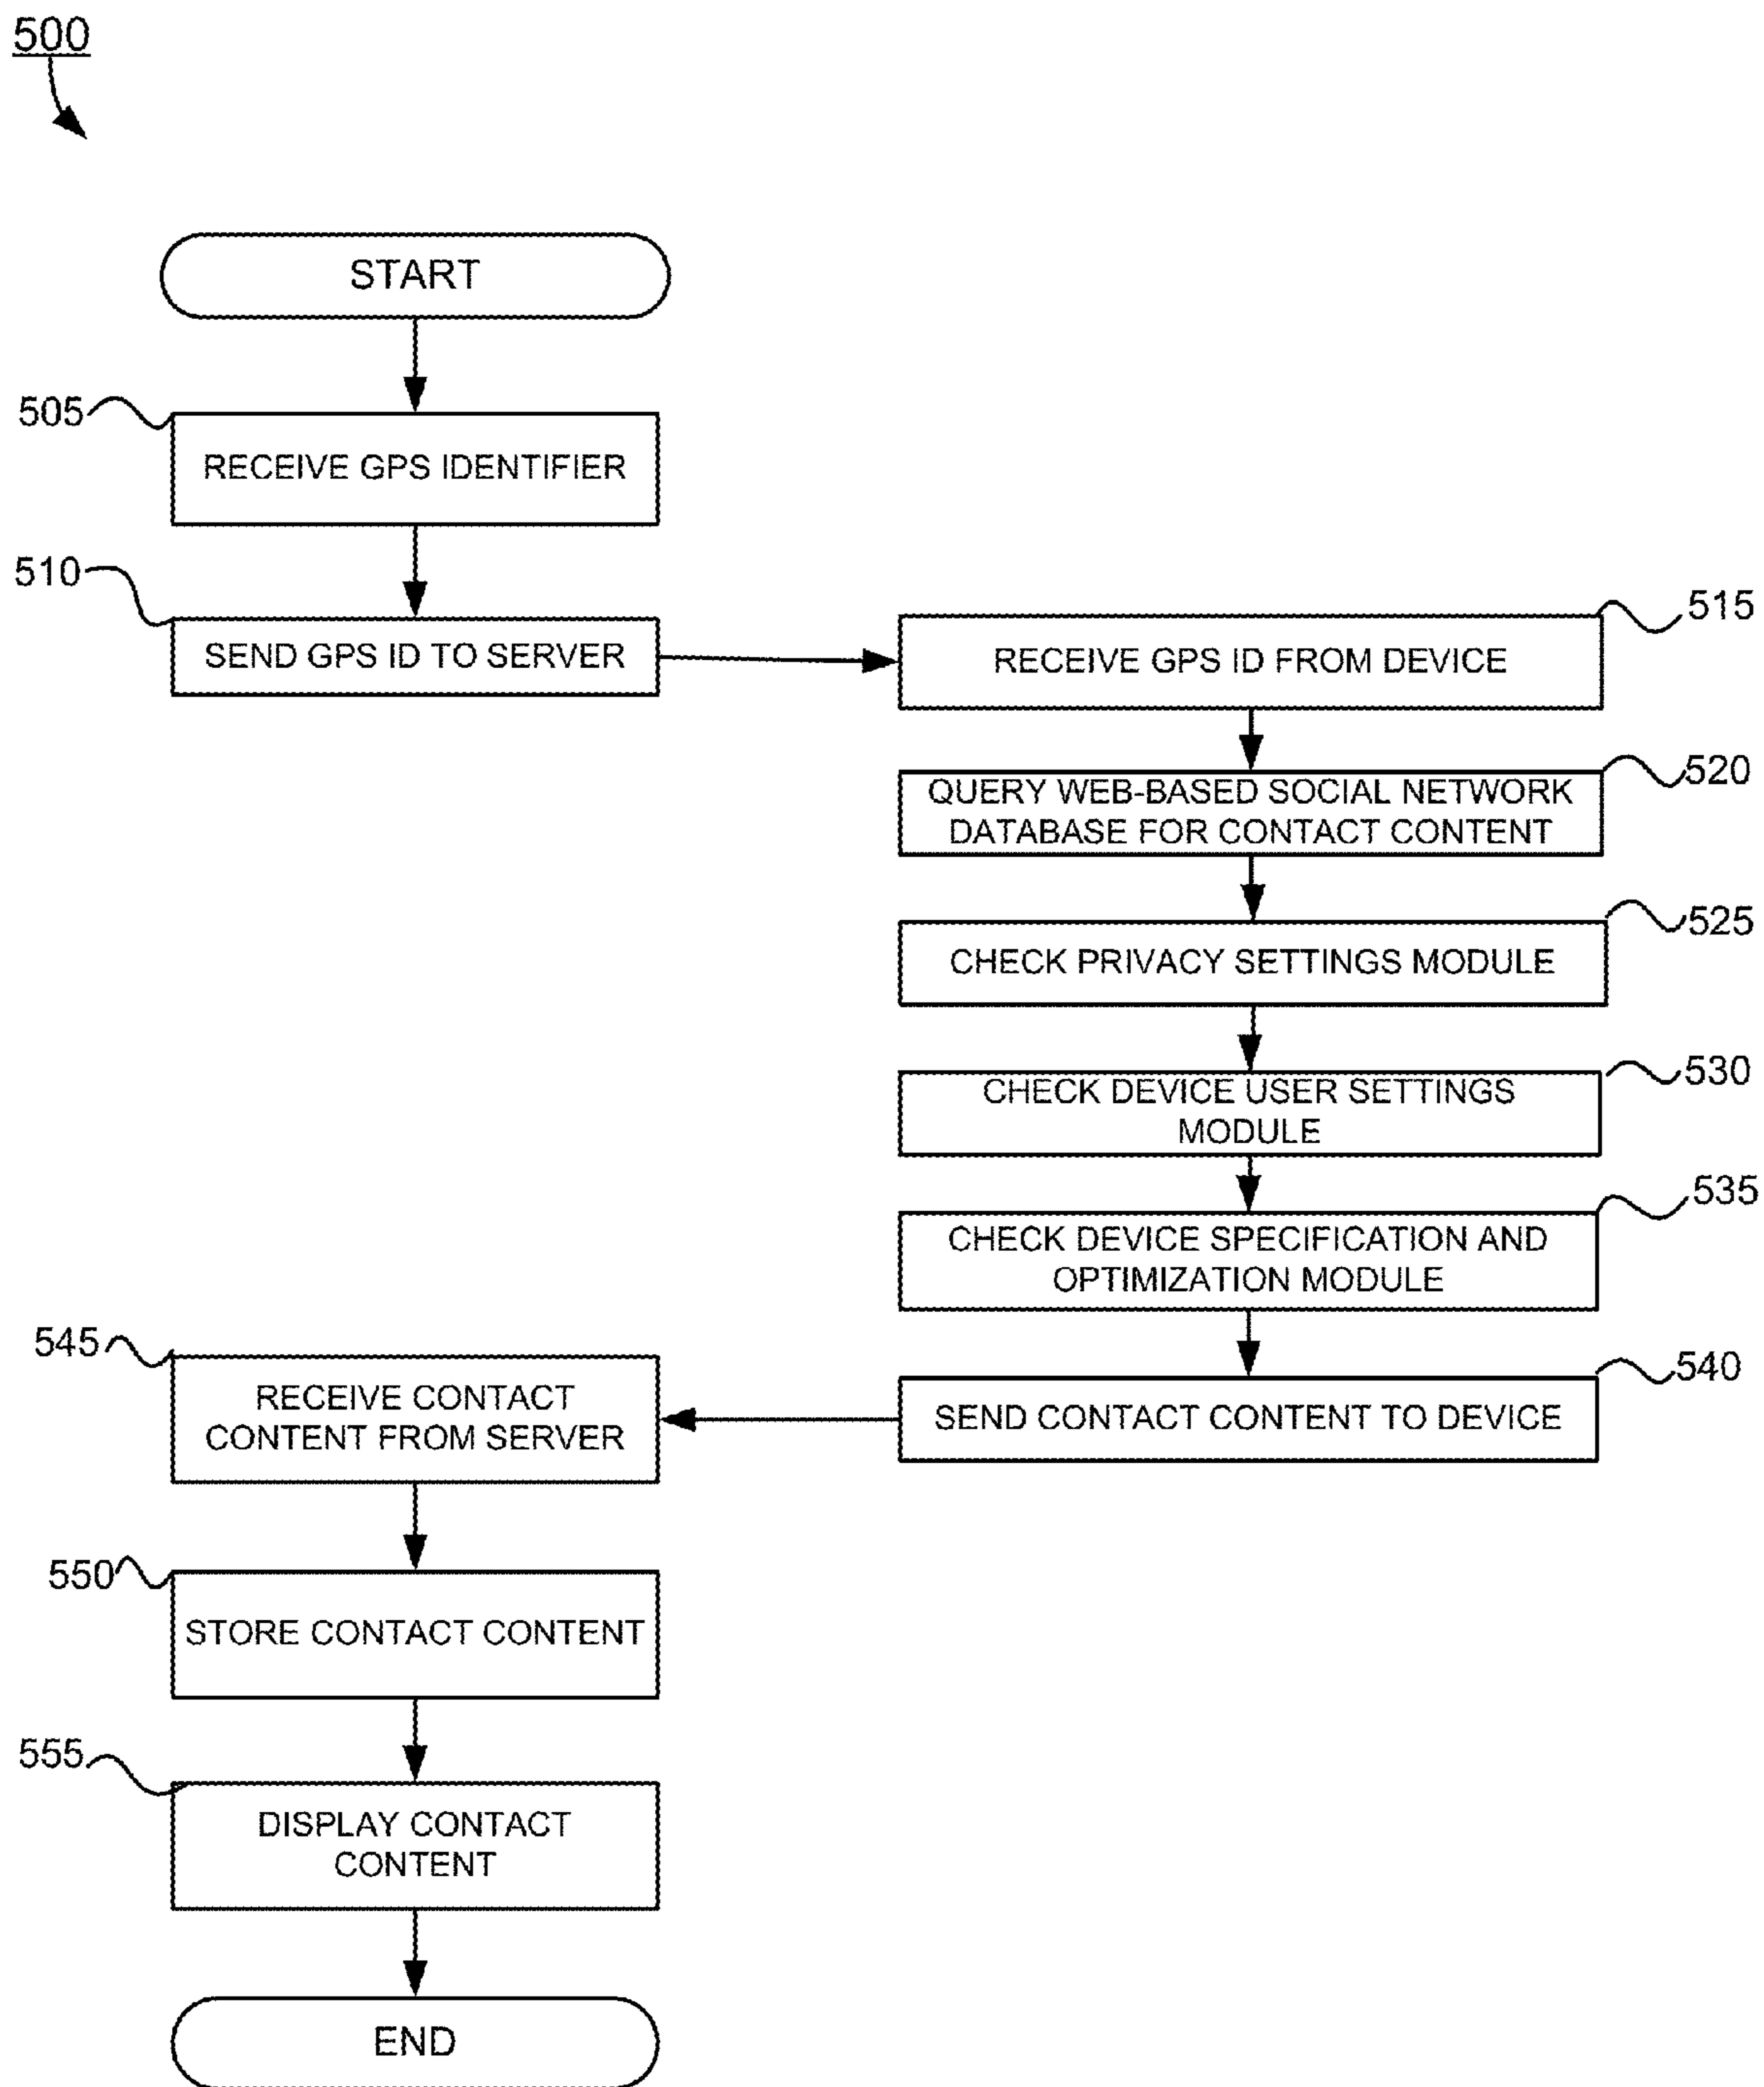 500
START
505
RECEIVE GPS IDENTIFIER
510
SEND GPS ID TO SERVER
515
RECEIVE GPS ID FROM DEVICE
520
QUERY WEB-BASED SOCIAL NETWORK
DATABASE FOR CONTACT CONTENT
525
CHECK PRIVACY SETTINGS MODULE
530
CHECK DEVICE USER SETTINGS
MODULE
535
CHECK DEVICE SPECIFICATION AND
OPTIMIZATION MODULE
540
SEND CONTACT CONTENT TO DEVICE
545
RECEIVE CONTACT
CONTENT FROM SERVER
550
STORE CONTACT CONTENT
555
DISPLAY CONTACT
CONTENT
END